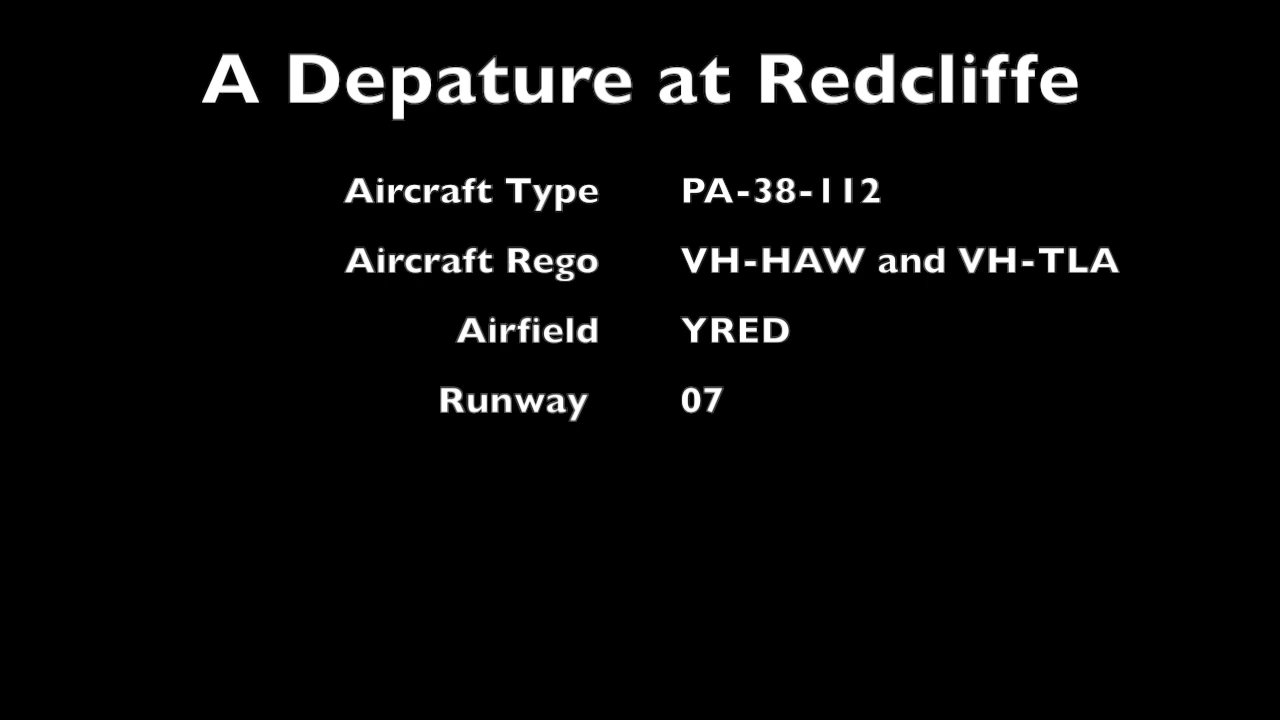 A Depature at Redcliffe
Aircraft Type PA-38-112
Aircraft Rego VH-HAW and VH-TLA
Airfield YRED
Runway 07